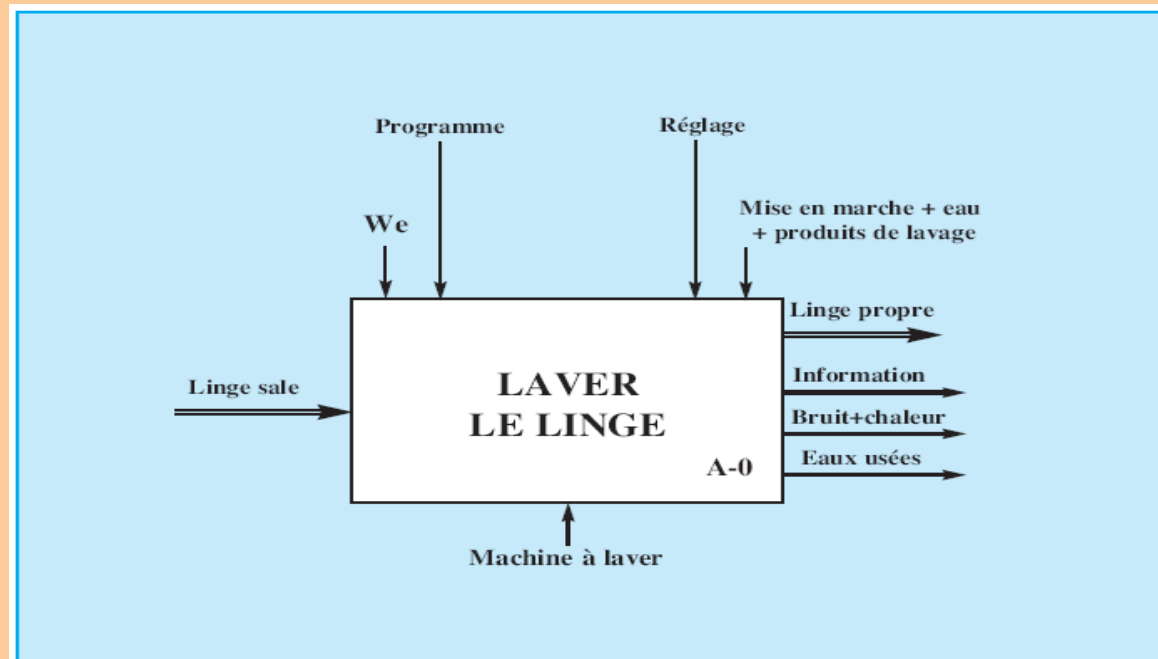 Programme
Réglage
We
Mise en marche + eau
+ produits de lavage
Linge propre
Linge sale
LAVER
LE LINGE
Information
Bruit+chaleur
Eaux usées
A-0
Machine à laver